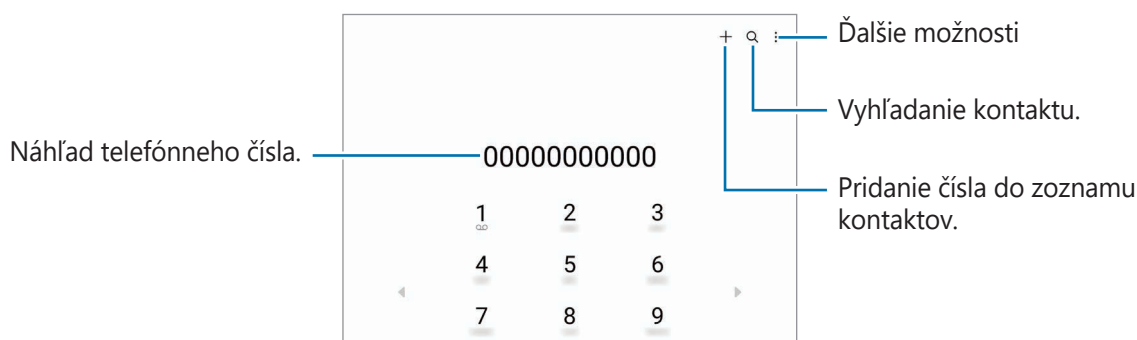 Ďalšie možnosti
Vyhľadanie kontaktu.
Náhľad telefónneho čísla.
00000000000
Pridanie čísla do zoznamu
kontaktov.
1 2 3
4 5 6
7 8 9